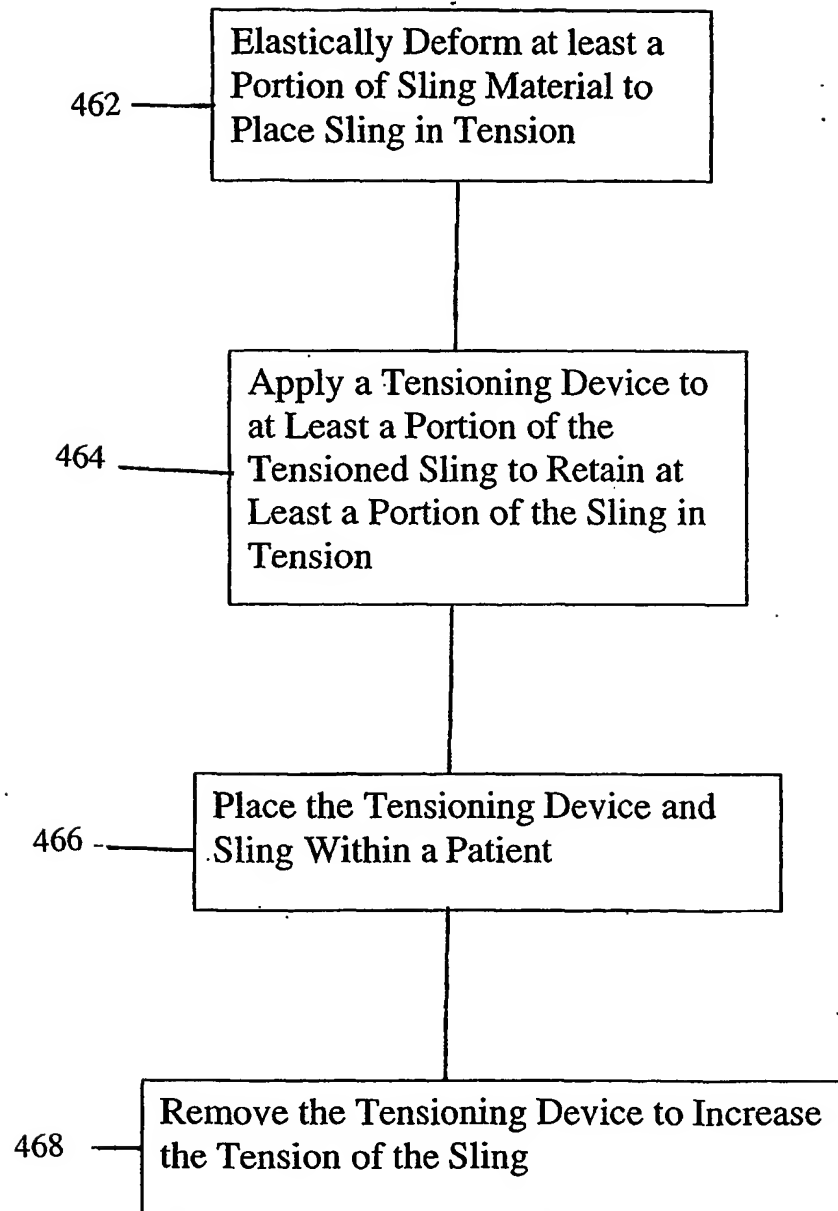 462
Elastically Deform at least a
Portion of Sling Material to
Place Sling in Tension
464
Apply a Tensioning Device to
at Least a Portion of the
Tensioned Sling to Retain at
Least a Portion of the Sling in
Tension
466
Place the Tensioning Device and
Sling Within a Patient
468
Remove the Tensioning Device to Increase
the Tension of the Sling